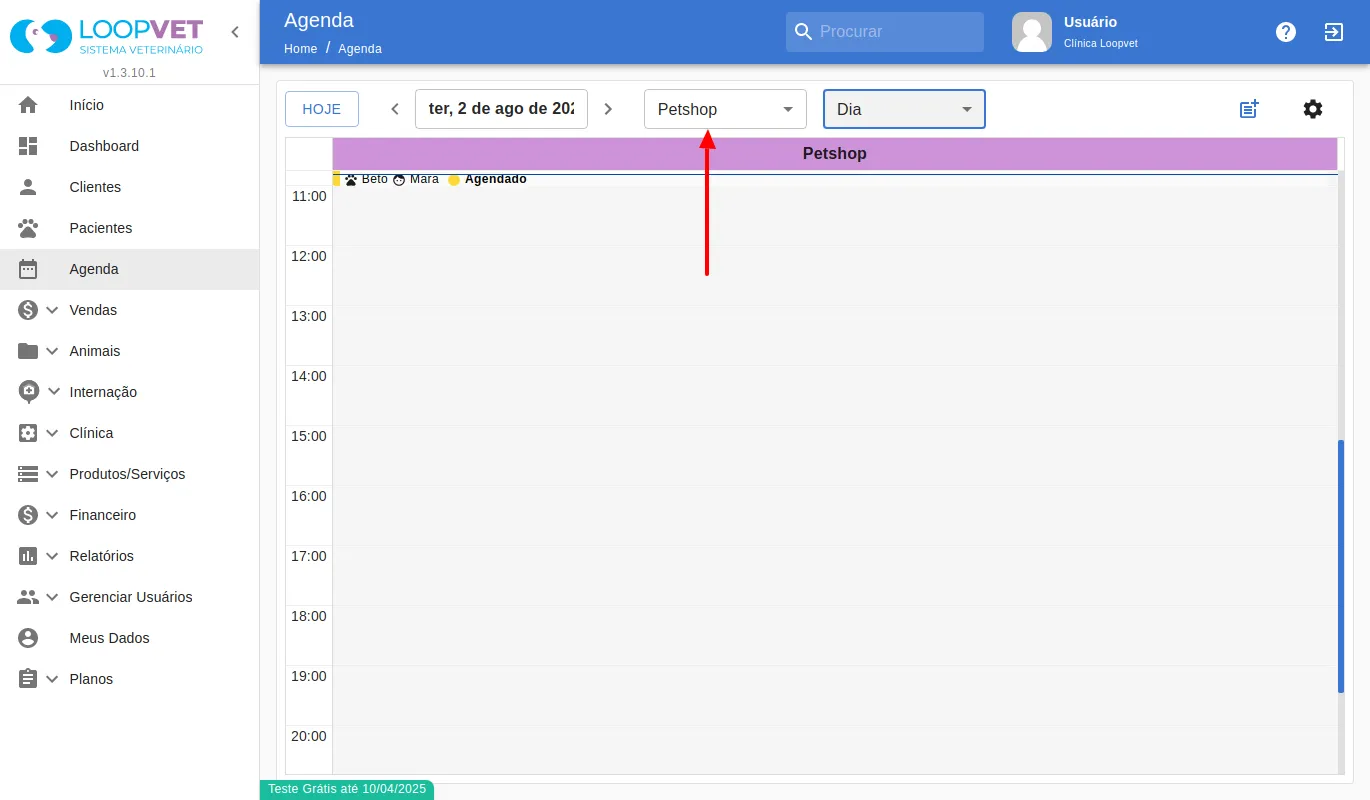 LOOPVET
SISTEMA VETERINÁRIO
v1.3.10.1
Início
Dashboard
Clientes
Pacientes
Agenda
Vendas
Animais
Internação
Clínica
Produtos/Serviços
Financeiro
Relatórios
Gerenciar Usuários
Meus Dados
Planos
Agenda
Home / Agenda
Procurar
Usuário
Clínica Loopvet
HOJE
ter, 2 de ago de 202
Petshop
Dia
Petshop
Beto Mara Agendado
11:00
12:00
13:00
14:00
15:00
16:00
17:00
18:00
19:00
20:00
Teste Grátis até 10/04/2025